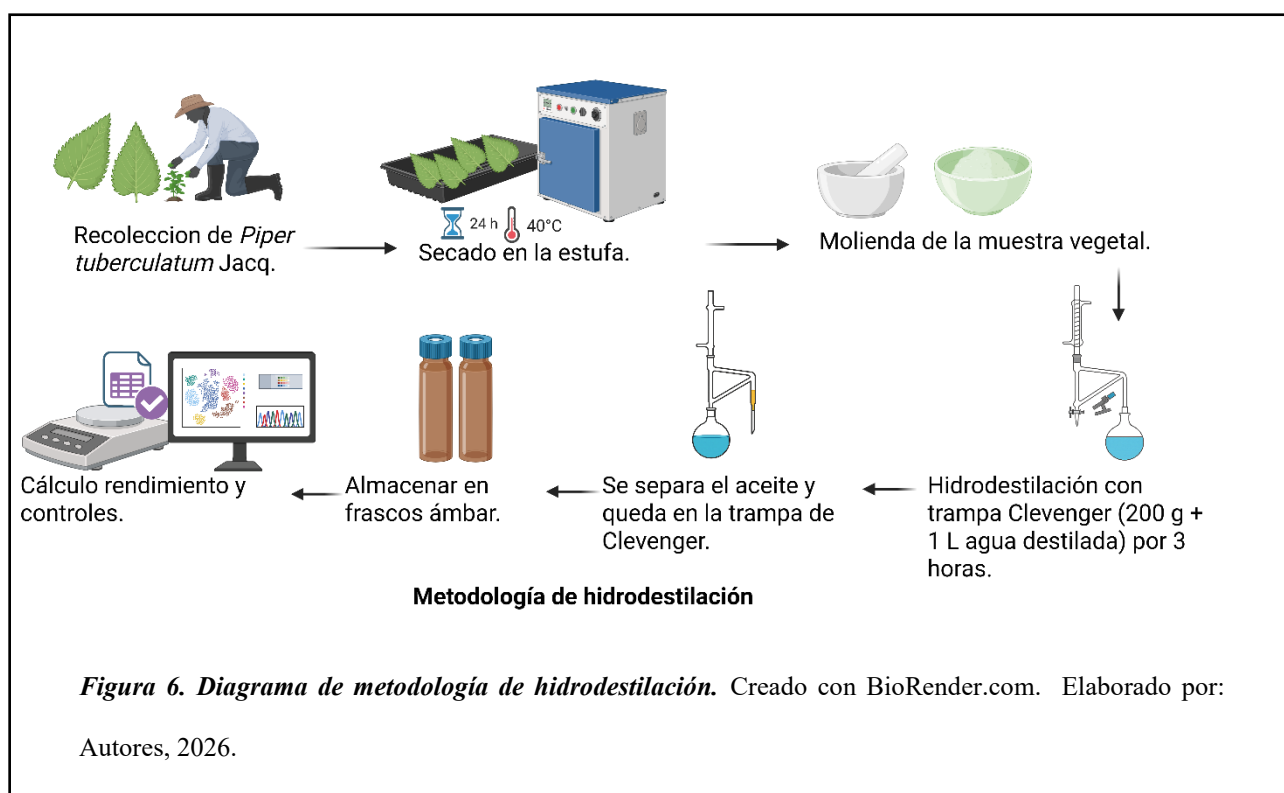 Recoleccion de Piper
tuberculatum Jacq.
24 h
40°C
Secado en la estufa.
Molienda de la muestra vegetal.
Hidrodestilación con
trampa Clevenger (200 g +
1 L agua destilada) por 3
horas.
Se separa el aceite y
queda en la trampa de
Clevenger.
Almacenar en
frascos ámbar.
Cálculo rendimiento y
controles.
Metodología de hidrodestilación
Figura 6. Diagrama de metodología de hidrodestilación. Creado con BioRender.com. Elaborado por:
Autores, 2026.